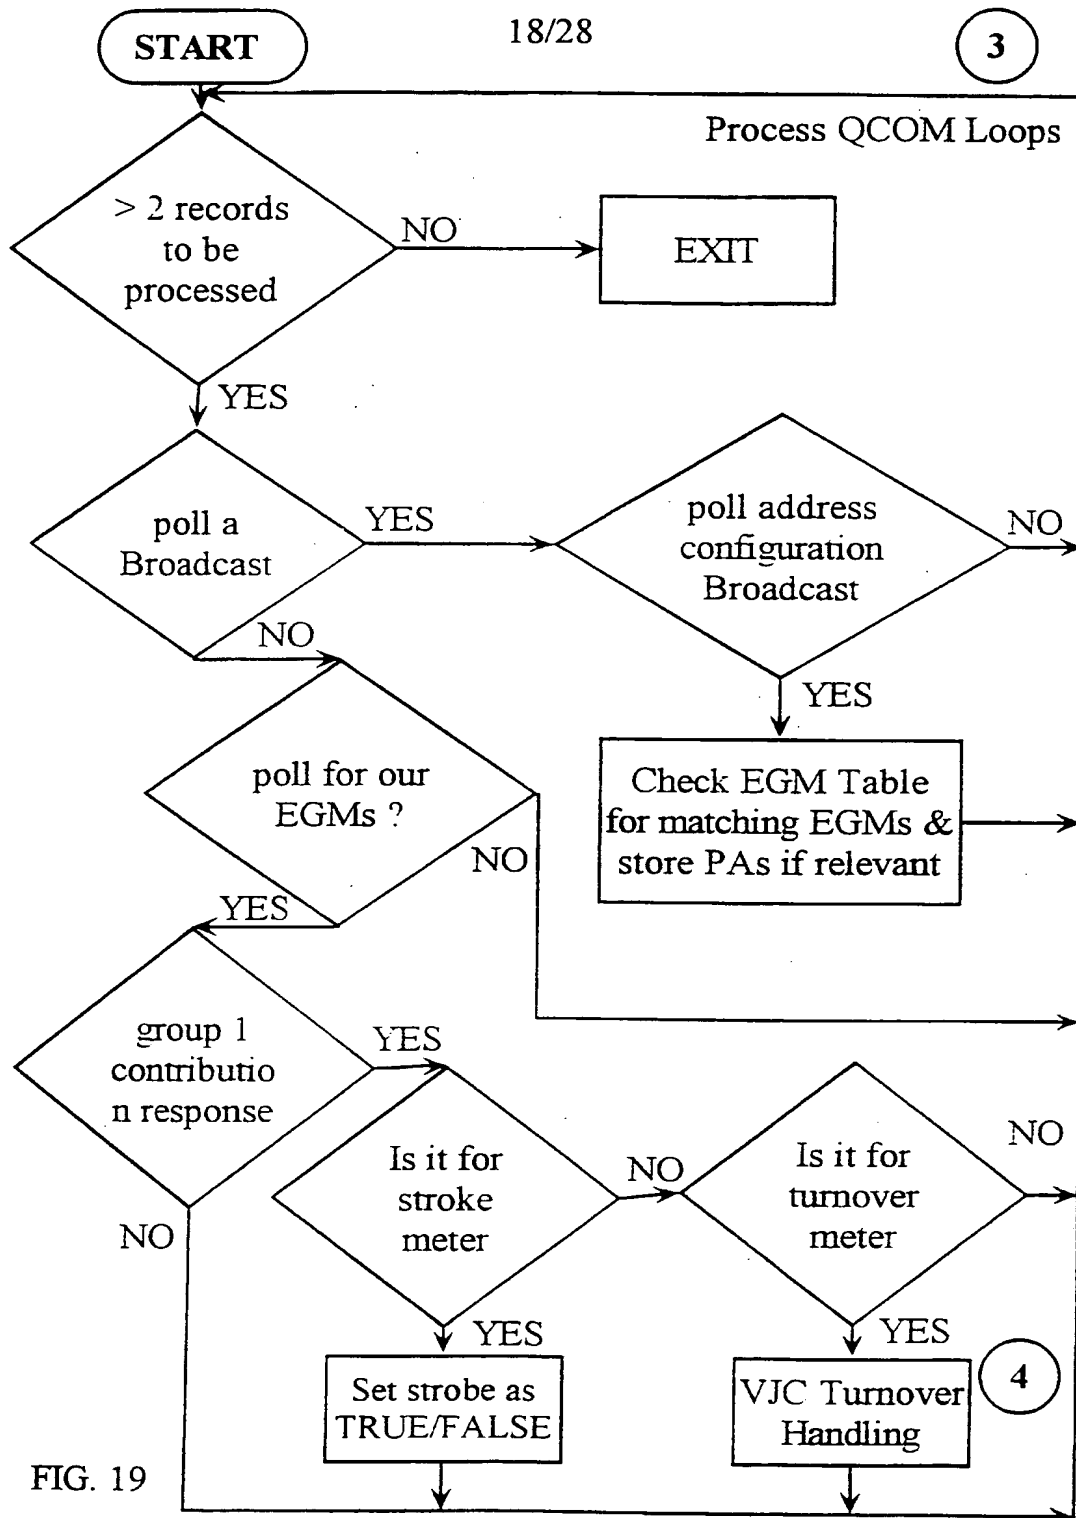 START
18/28
3
Process QCOM Loops
> 2 records
to be
processed
NO
EXIT
YES
poll a
Broadcast
YES
poll address
configuration
Broadcast
NO
NO
YES
poll for our
EGMs ?
NO
Check EGM Table
for matching EGMs &
store PAs if relevant
YES
group 1
contributio
n response
YES
NO
Is it for
stroke
meter
NO
Is it for
turnover
meter
NO
YES
YES
Set strobe as
TRUE/FALSE
VJC Turnover
Handling
4
FIG. 19